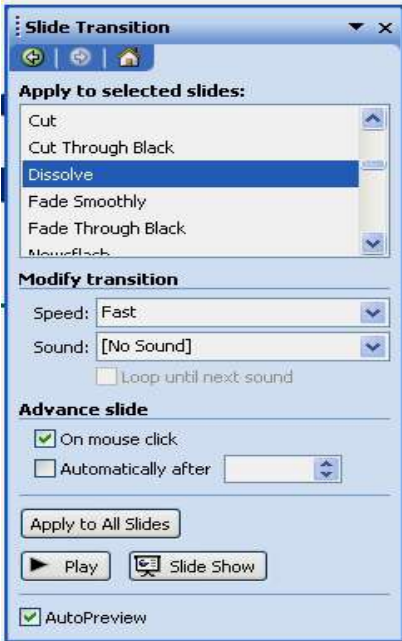 Slide Transition
Apply to selected slides:
Cut
Cut Through Black
Dissolve
Fade Smoothly
Fade Through Black
Newsflash
Modify transition
Speed: Fast
Sound: [No Sound]
Loop until next sound
Advance slide
On mouse click
Automatically after
Apply to All Slides
Play Slide Show
AutoPreview